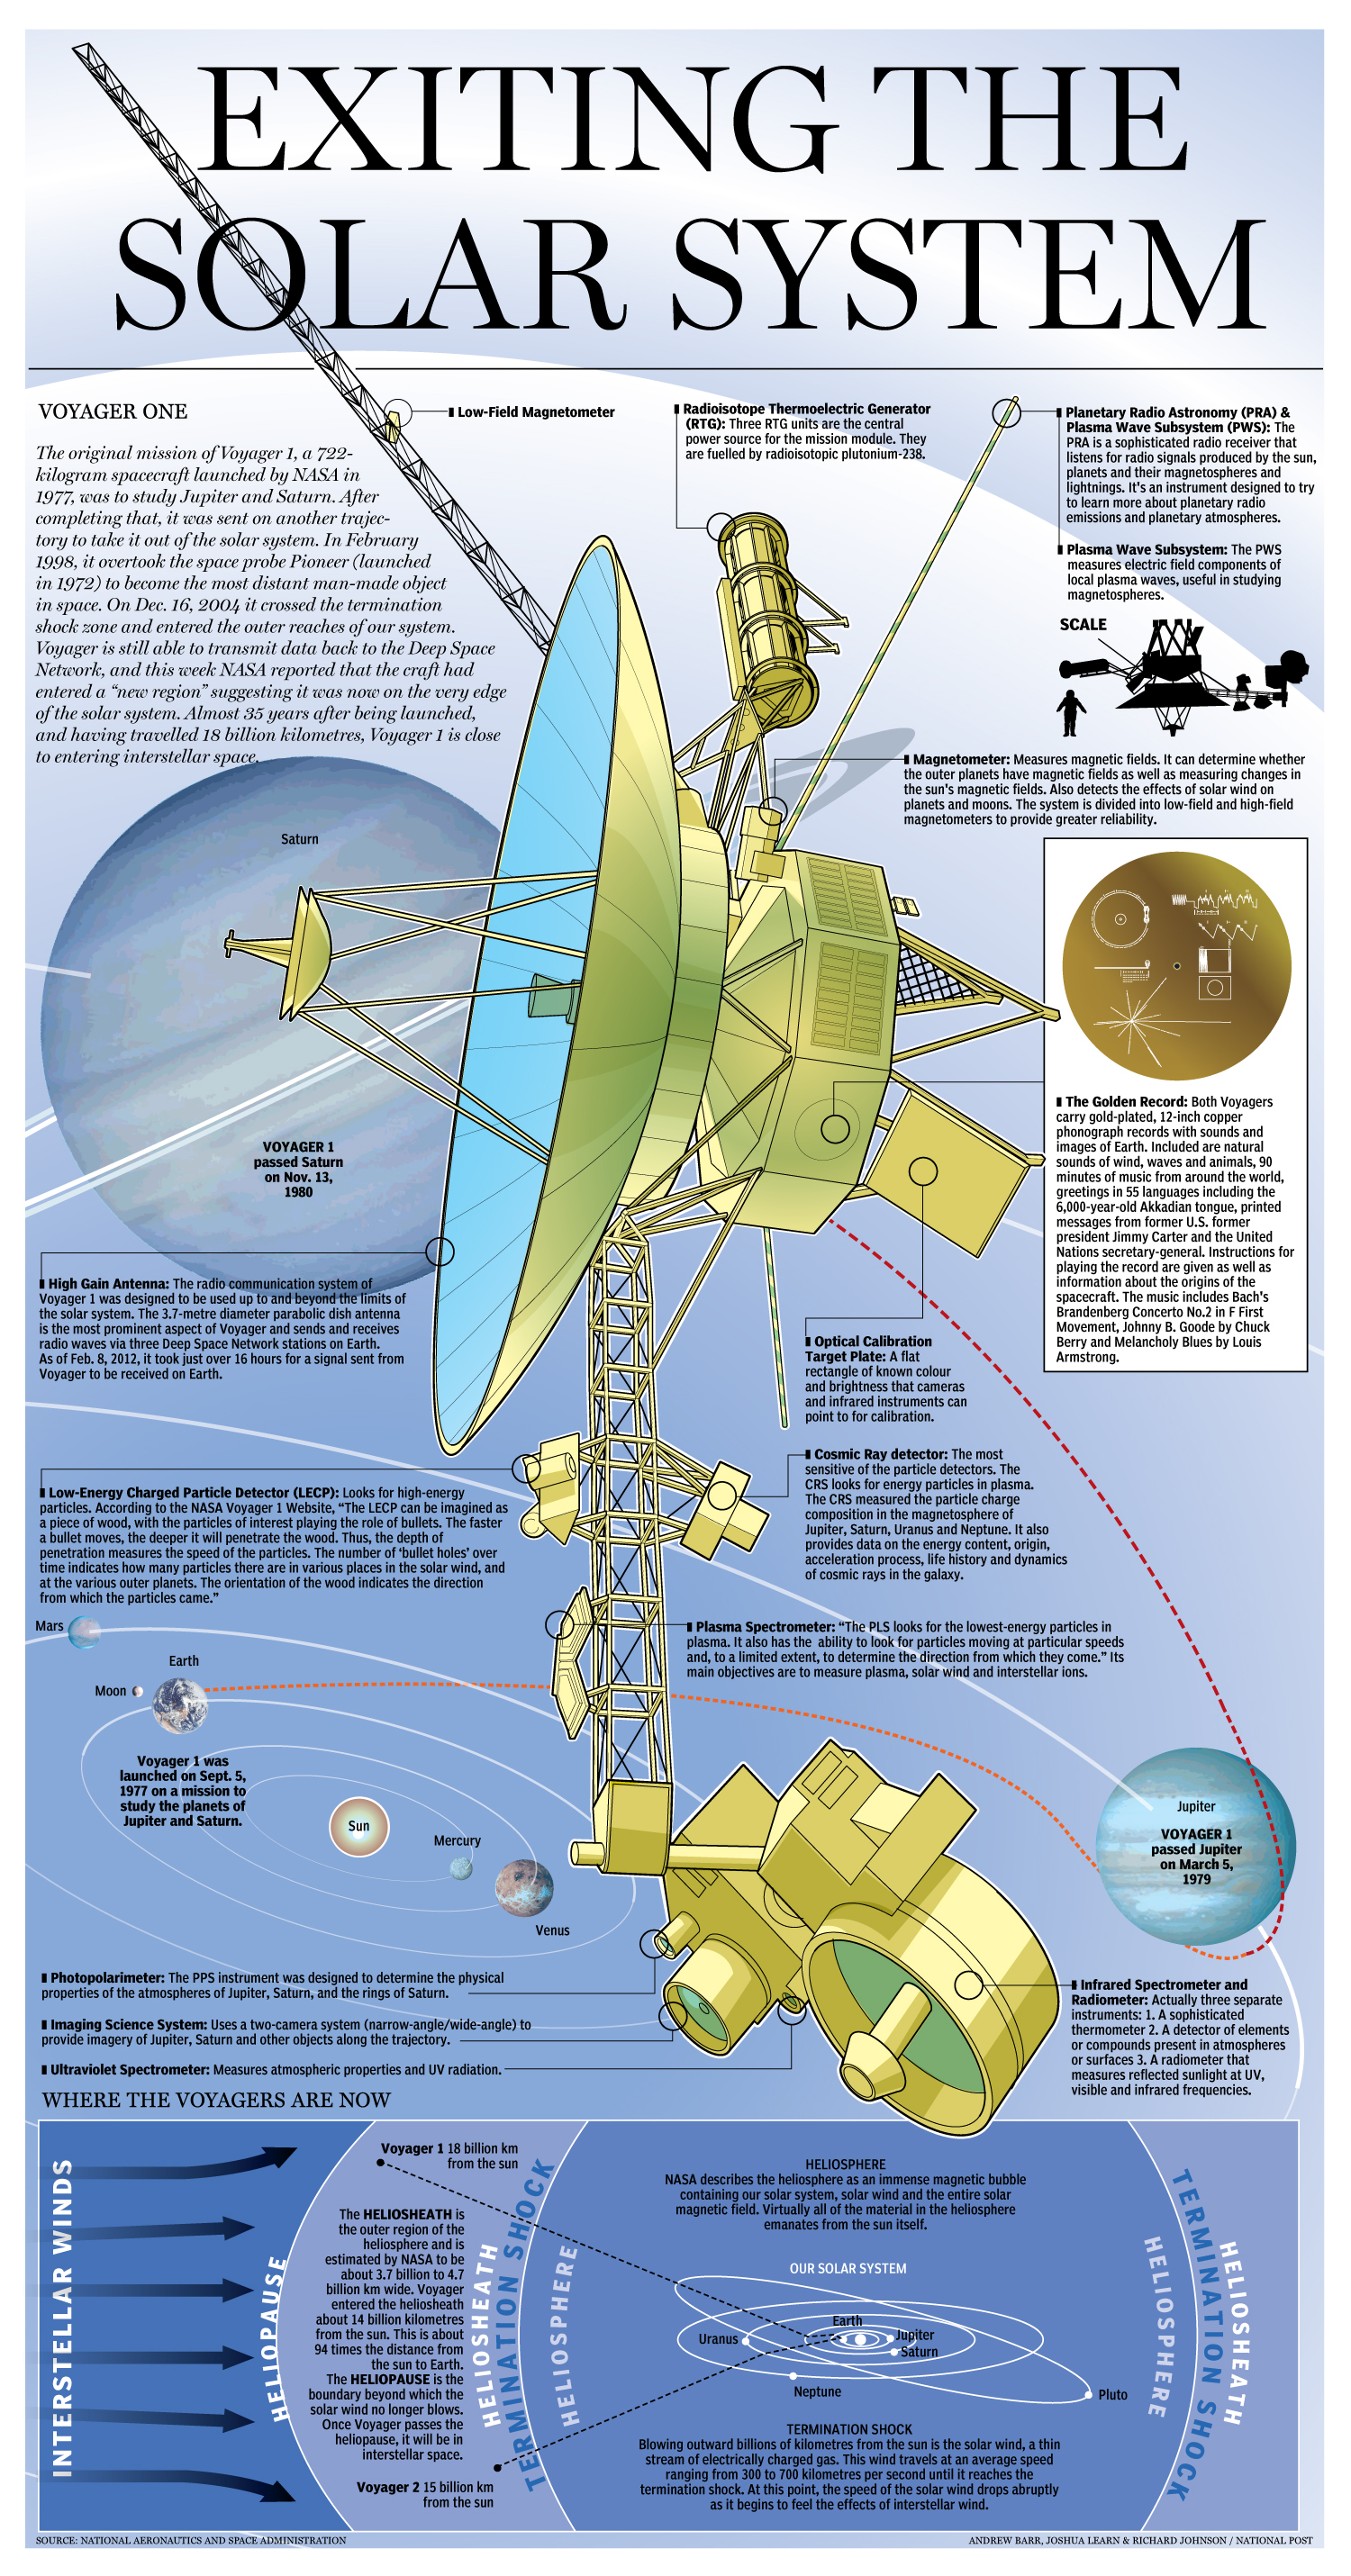 EXITING THE
SOLAR SYSTEM
VOYAGER ONE
The original mission of Voyager 1, a 722-
kilogram spacecraft launched by NASA in
1977, was to study Jupiter and Saturn. After
completing that, it was sent on another trajec-
tory to take it out of the solar system. In February
1998, it overtook the space probe Pioneer (launched
in 1972) to become the most distant man-made object
in space. On Dec. 16, 2004 it crossed the termination
shock zone and entered the outer reaches of our system.
Voyager is still able to transmit data back to the Deep Space
Network, and this week NASA reported that the craft had
entered a “new region” suggesting it was now on the very edge
of the solar system. Almost 35 years after being launched,
and having travelled 18 billion kilometres, Voyager 1 is close
to entering interstellar space.
Low-Field Magnetometer
Radioisotope Thermoelectric Generator
(RTG): Three RTG units are the central
power source for the mission module. They
are fuelled by radioisotopic plutonium-238.
Planetary Radio Astronomy (PRA) &
Plasma Wave Subsystem (PWS): The
PRA is a sophisticated radio receiver that
listens for radio signals produced by the sun,
planets and their magnetospheres and
lightnings. It's an instrument designed to try
to learn more about planetary radio
emissions and planetary atmospheres.
Plasma Wave Subsystem: The PWS
measures electric field components of
local plasma waves, useful in studying
magnetospheres.
SCALE
Magnetometer: Measures magnetic fields. It can determine whether
the outer planets have magnetic fields as well as measuring changes in
the sun's magnetic fields. Also detects the effects of solar wind on
planets and moons. The system is divided into low-field and high-field
magnetometers to provide greater reliability.
Saturn
VOYAGER 1
passed Saturn
on Nov. 13,
1980
The Golden Record: Both Voyagers
carry gold-plated, 12-inch copper
phonograph records with sounds and
images of Earth. Included are natural
sounds of wind, waves and animals, 90
minutes of music from around the world,
greetings in 55 languages including the
6,000-year-old Akkadian tongue, printed
messages from former U.S. former
president Jimmy Carter and the United
Nations secretary-general. Instructions for
playing the record are given as well as
information about the origins of the
spacecraft. The music includes Bach's
Brandenberg Concerto No.2 in F First
Movement, Johnny B. Goode by Chuck
Berry and Melancholy Blues by Louis
Armstrong.
High Gain Antenna: The radio communication system of
Voyager 1 was designed to be used up to and beyond the limits of
the solar system. The 3.7-metre diameter parabolic dish antenna
is the most prominent aspect of Voyager and sends and receives
radio waves via three Deep Space Network stations on Earth.
As of Feb. 8, 2012, it took just over 16 hours for a signal sent from
Voyager to be received on Earth.
Optical Calibration
Target Plate: A flat
rectangle of known colour
and brightness that cameras
and infrared instruments can
point to for calibration.
Cosmic Ray detector: The most
sensitive of the particle detectors. The
CRS looks for energy particles in plasma.
The CRS measured the particle charge
composition in the magnetosphere of
Jupiter, Saturn, Uranus and Neptune. It also
provides data on the energy content, origin,
acceleration process, life history and dynamics
of cosmic rays in the galaxy.
Low-Energy Charged Particle Detector (LECP): Looks for high-energy
particles. According to the NASA Voyager 1 Website, “The LECP can be imagined as
a piece of wood, with the particles of interest playing the role of bullets. The faster
a bullet moves, the deeper it will penetrate the wood. Thus, the depth of
penetration measures the speed of the particles. The number of ‘bullet holes’ over
time indicates how many particles there are in various places in the solar wind, and
at the various outer planets. The orientation of the wood indicates the direction
from which the particles came.”
Plasma Spectrometer: “The PLS looks for the lowest-energy particles in
plasma. It also has the ability to look for particles moving at particular speeds
and, to a limited extent, to determine the direction from which they come.” Its
main objectives are to measure plasma, solar wind and interstellar ions.
Mars
Earth
Moon
Voyager 1 was
launched on Sept. 5,
1977 on a mission to
study the planets of
Jupiter and Saturn.
Sun
Mercury
Venus
Jupiter
VOYAGER 1
passed Jupiter
on March 5,
1979
Photopolarimeter: The PPS instrument was designed to determine the physical
properties of the atmospheres of Jupiter, Saturn, and the rings of Saturn.
Imaging Science System: Uses a two-camera system (narrow-angle/wide-angle) to
provide imagery of Jupiter, Saturn and other objects along the trajectory.
Ultraviolet Spectrometer: Measures atmospheric properties and UV radiation.
Infrared Spectrometer and
Radiometer: Actually three separate
instruments: 1. A sophisticated
thermometer 2. A detector of elements
or compounds present in atmospheres
or surfaces 3. A radiometer that
measures reflected sunlight at UV,
visible and infrared frequencies.
WHERE THE VOYAGERS ARE NOW
INTERSTELLAR WINDS
HELIOPAUSE
Voyager 1 18 billion km
from the sun
The HELIOSHEATH is
the outer region of the
heliosphere and is
estimated by NASA to be
about 3.7 billion to 4.7
billion km wide. Voyager
entered the heliosheath
about 14 billion kilometres
from the sun. This is about
94 times the distance from
the sun to Earth.
The HELIOPAUSE is the
boundary beyond which the
solar wind no longer blows.
Once Voyager passes the
heliopause, it will be in
interstellar space.
Voyager 2 15 billion km
from the sun
HELIOSHEATH
TERMINATION SHOCK
HELIOSPHERE
HELIOSPHERE
NASA describes the heliosphere as an immense magnetic bubble
containing our solar system, solar wind and the entire solar
magnetic field. Virtually all of the material in the heliosphere
emanates from the sun itself.
OUR SOLAR SYSTEM
Earth
Uranus
Jupiter
Saturn
Neptune
Pluto
TERMINATION SHOCK
Blowing outward billions of kilometres from the sun is the solar wind, a thin
stream of electrically charged gas. This wind travels at an average speed
ranging from 300 to 700 kilometres per second until it reaches the
termination shock. At this point, the speed of the solar wind drops abruptly
as it begins to feel the effects of interstellar wind.
HELIOSPHERE
TERMINATION SHOCK
HELIOSHEATH
SOURCE: NATIONAL AERONAUTICS AND SPACE ADMINISTRATION
ANDREW BARR, JOSHUA LEARN & RICHARD JOHNSON / NATIONAL POST